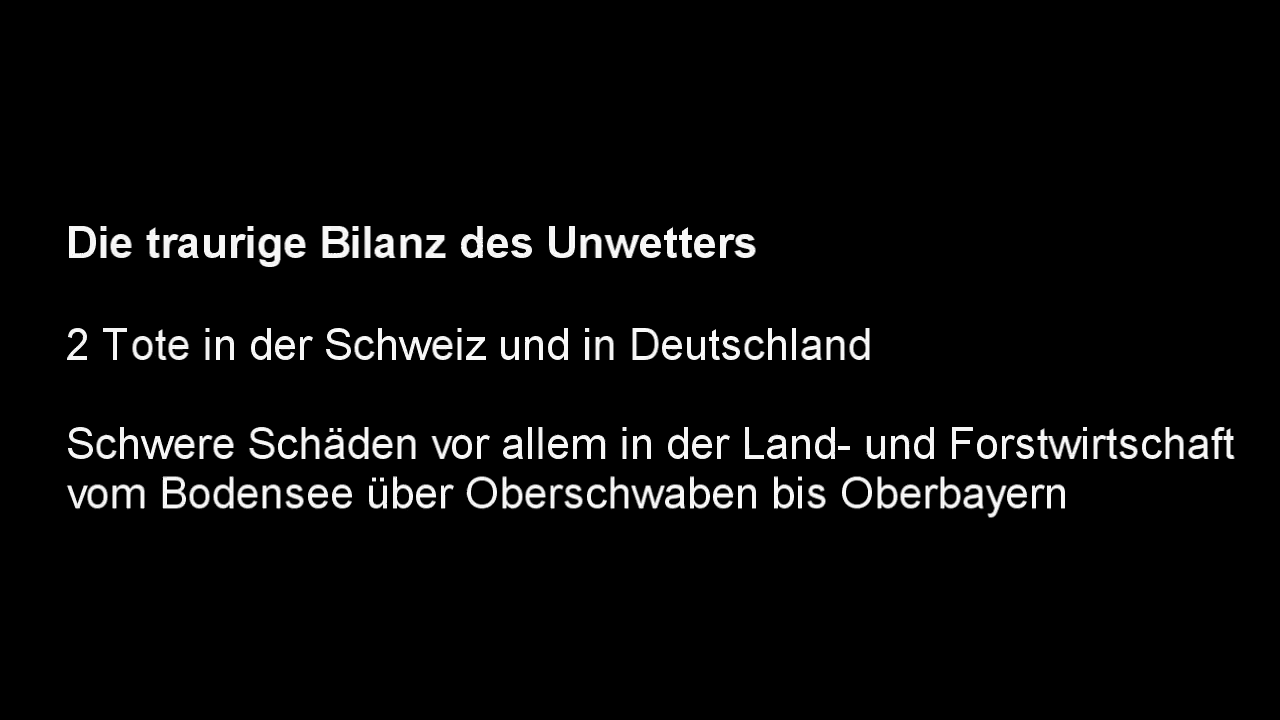 Die traurige Bilanz des Unwetters
2 Tote in der Schweiz und in Deutschland
Schwere Schäden vor allem in der Land- und Forstwirtschaft
vom Bodensee über Oberschwaben bis Oberbayern